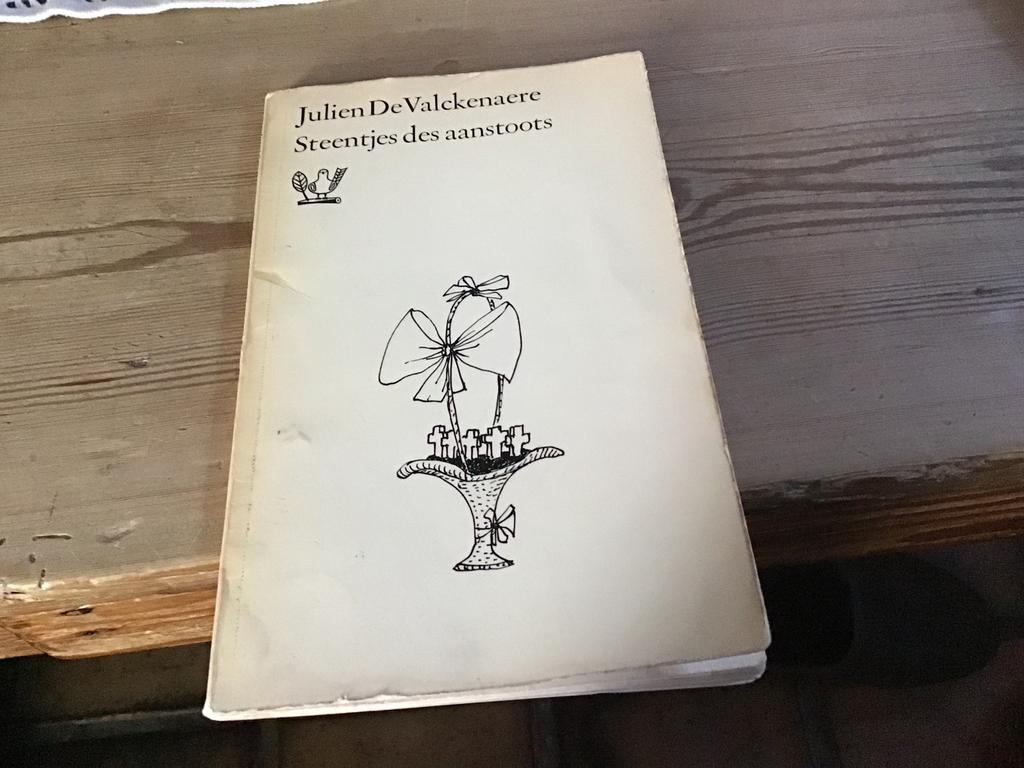 Julien De Valckenaere
Steentjes des aanstoots